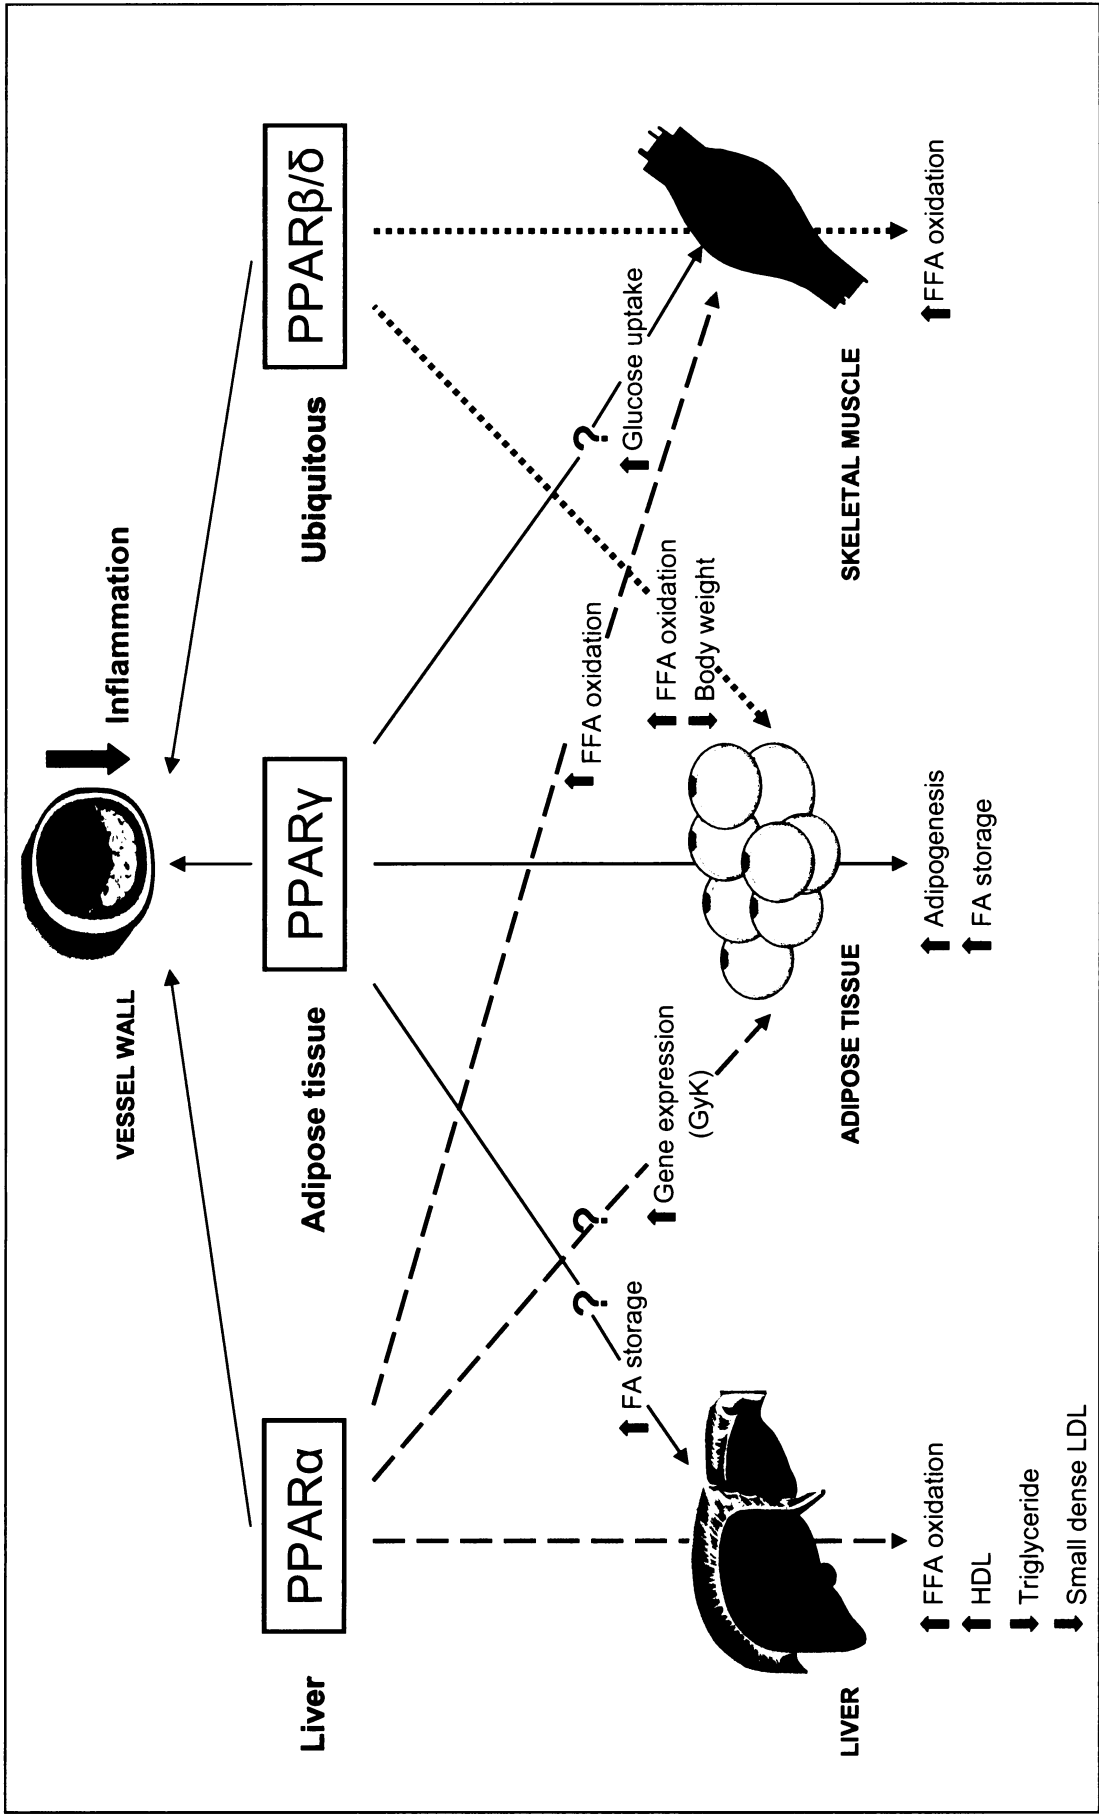 Inflammation
VESSEL WALL
Liver
PPARα
Adipose tissue
PPARγ
Ubiquitous
PPARβ/δ
?
FA storage
?
Gene expression
(GyK)
FFA oxidation
?
Glucose uptake
FFA oxidation
Body weight
LIVER
ADIPOSE TISSUE
SKELETAL MUSCLE
FFA oxidation
HDL
Triglyceride
Small dense LDL
Adipogenesis
FA storage
FFA oxidation